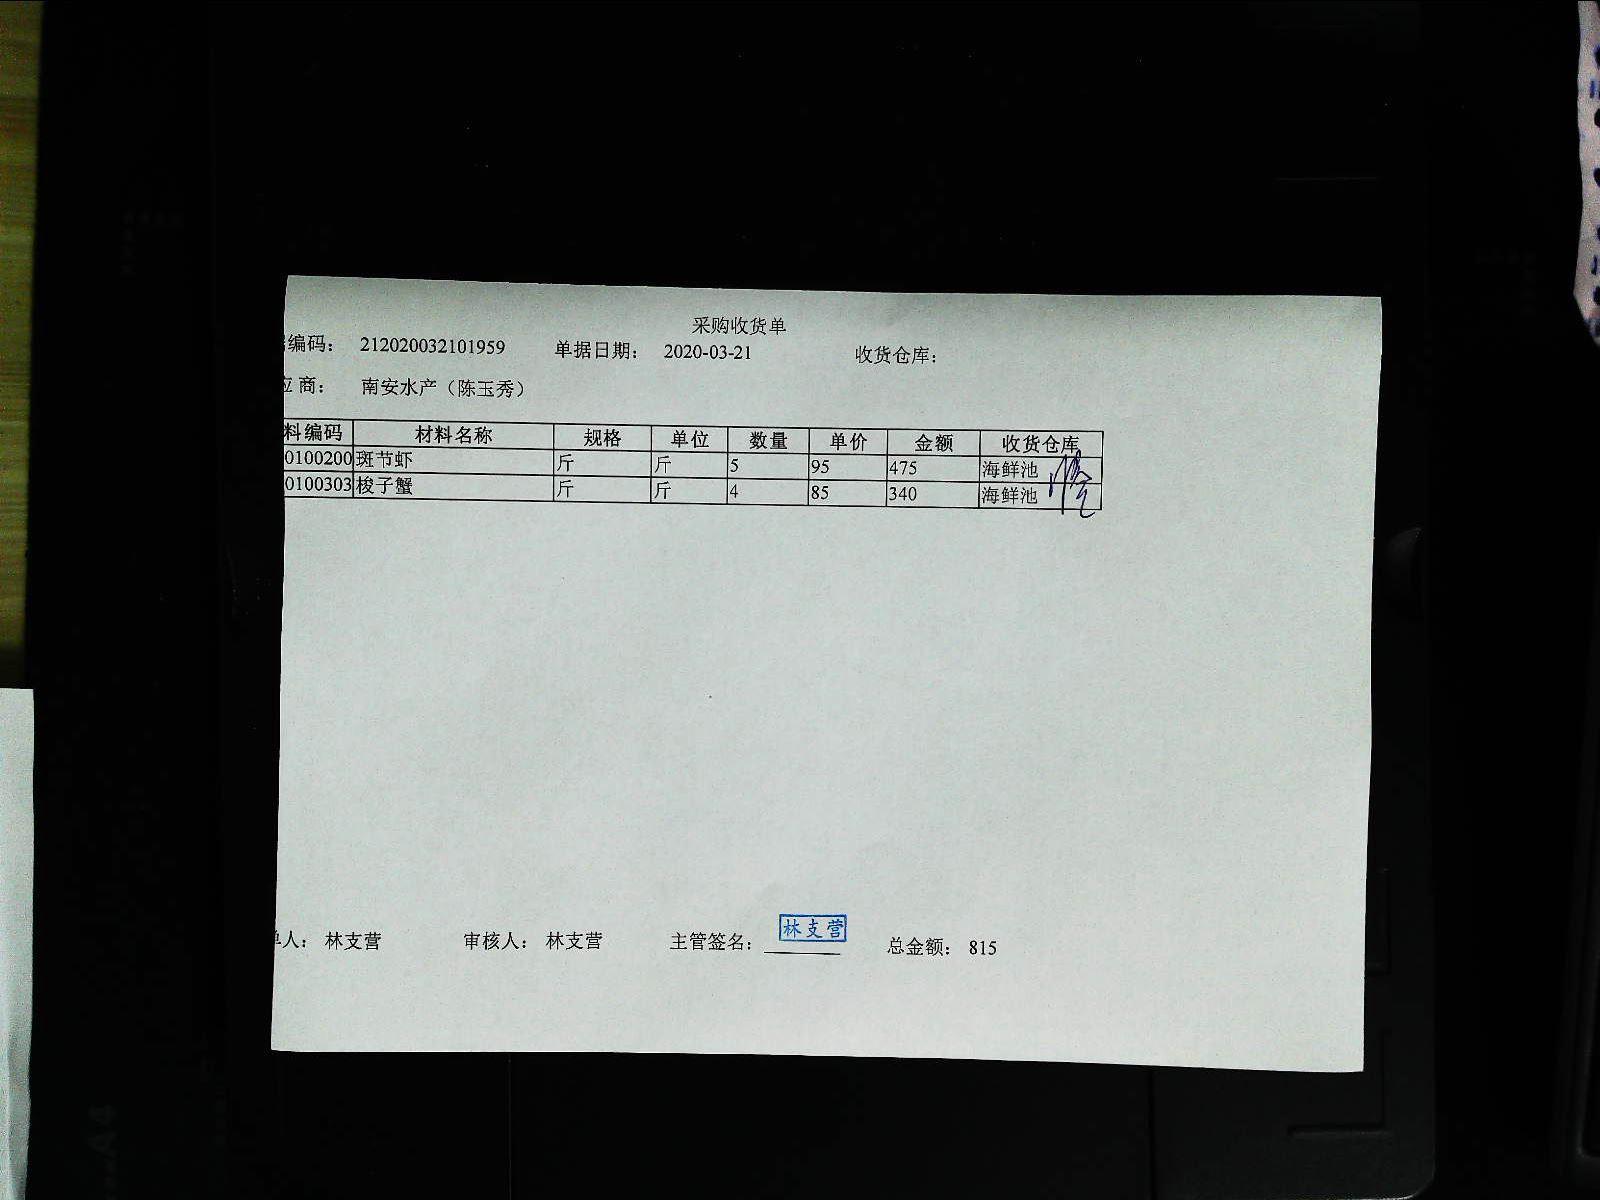 采购收货单
编码： 212020032101959 单据日期： 2020-03-21 收货仓库：
应 商： 南安水产（陈玉秀）
料编码 材料名称 规格 单位 数量 单价 金额 收货仓库
0100200 斑节虾 斤 斤 5 95 475 海鲜池
0100303 梭子蟹 斤 斤 4 85 340 海鲜池
单人： 林支营 审核人： 林支营 主管签名： 林支营 总金额： 815
A4